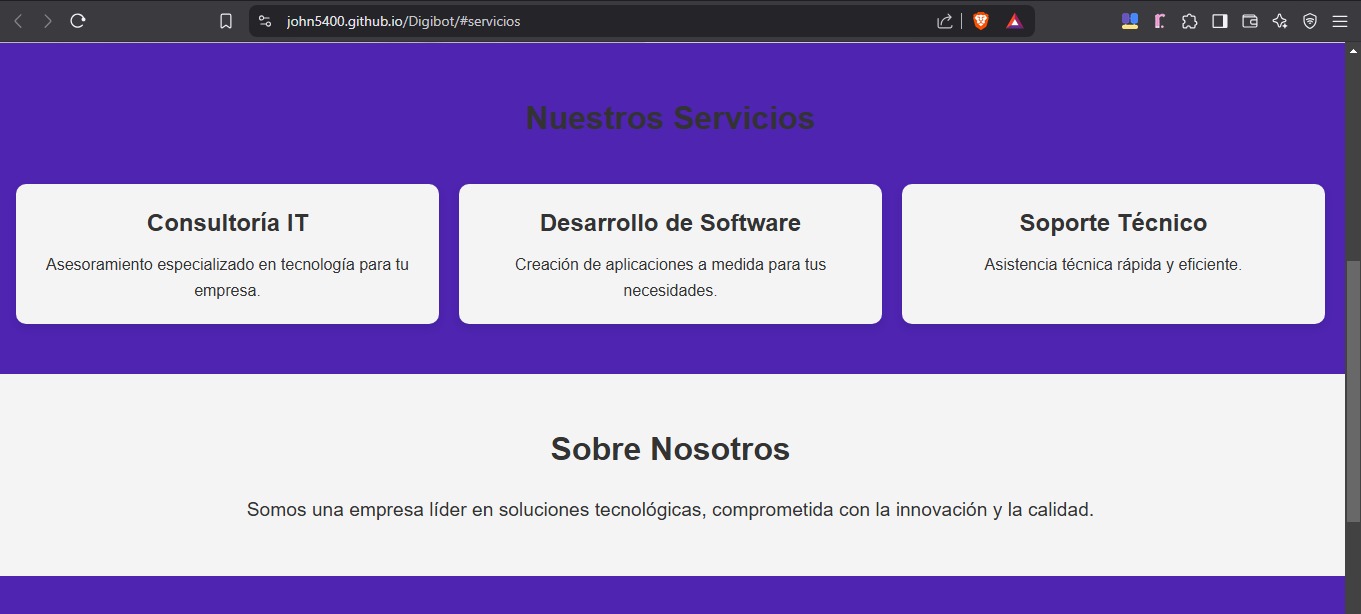 john5400.github.io/Digibot/#servicios
Nuestros Servicios
Consultoría IT
Asesoramiento especializado en tecnología para tu
empresa.
Desarrollo de Software
Creación de aplicaciones a medida para tus
necesidades.
Soporte Técnico
Asistencia técnica rápida y eficiente.
Sobre Nosotros
Somos una empresa líder en soluciones tecnológicas, comprometida con la innovación y la calidad.